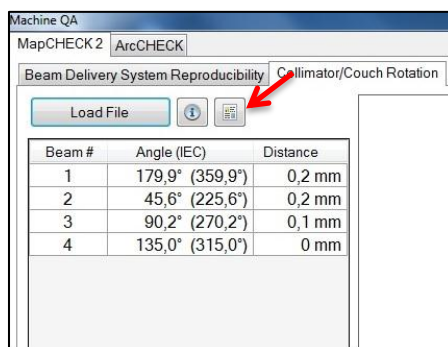 Machine QA
MapCHECK 2 ArcCHECK
Beam Delivery System Reproducibility Collimator/Couch Rotation
Load File
Beam # Angle (IEC) Distance
1 179,9° (359,9°) 0,2 mm
2 45,6° (225,6°) 0,2 mm
3 90,2° (270,2°) 0,1 mm
4 135,0° (315,0°) 0 mm